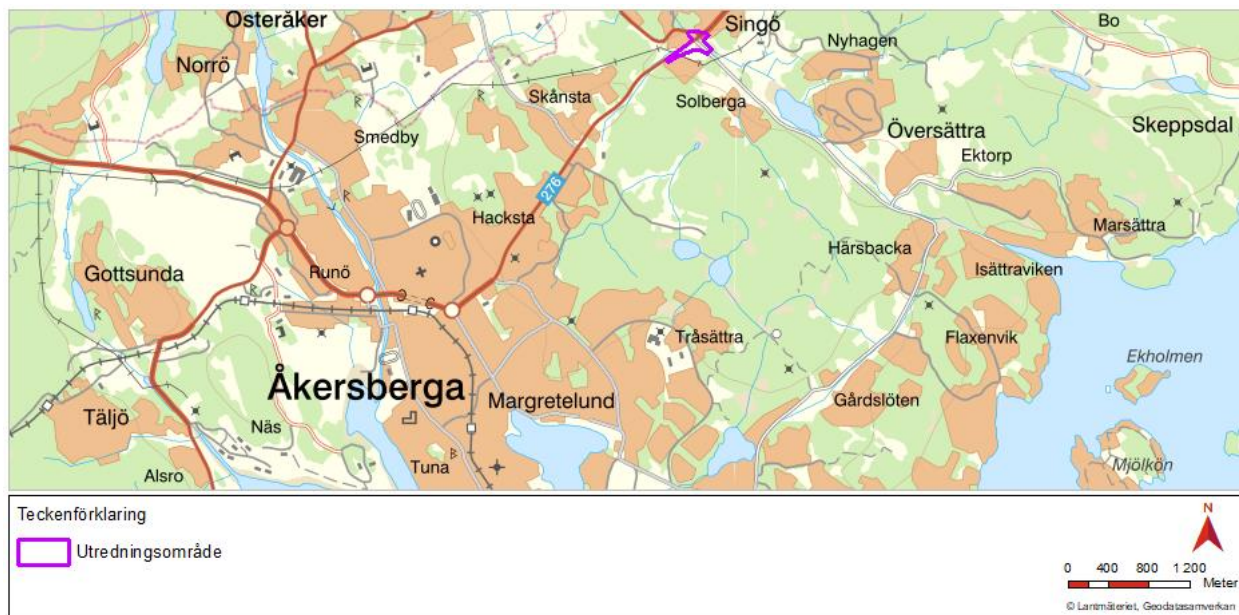 Österåker
Singö
Bo
Nyhagen
Norrö
Skånsta
Solberga
Smedby
Översättra
Skeppsdal
Ektorp
276
Hacksta
Marsättra
Härsbacka
Gottsunda
Runö
Isättraviken
Tråsättra
Flaxenvik
Ekholmen
Åkersberga
Margretelund
Gårdslöten
Täljö
Näs
Tuna
Mjölkön
Alsro
Teckenförklaring
Utredningsområde
N
0 400 800 1 200
Meter
© Lantmäteriet, Geodatasamverkan